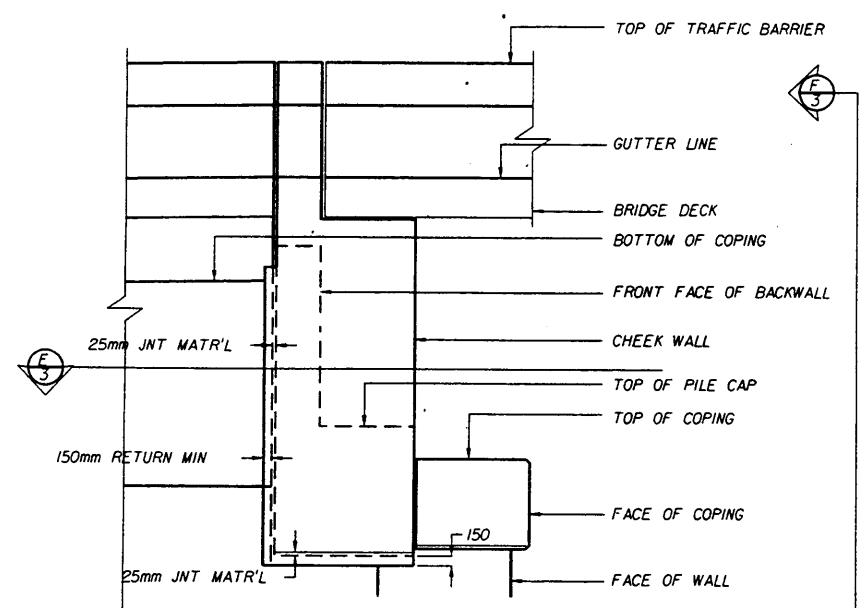 TOP OF TRAFFIC BARRIER
F
3
GUTTER LINE
BRIDGE DECK
BOTTOM OF COPING
FRONT FACE OF BACKWALL
25mm JNT MATR'L
CHEEK WALL
E
3
TOP OF PILE CAP
TOP OF COPING
150mm RETURN MIN
FACE OF COPING
150
25mm JNT MATR'L
FACE OF WALL